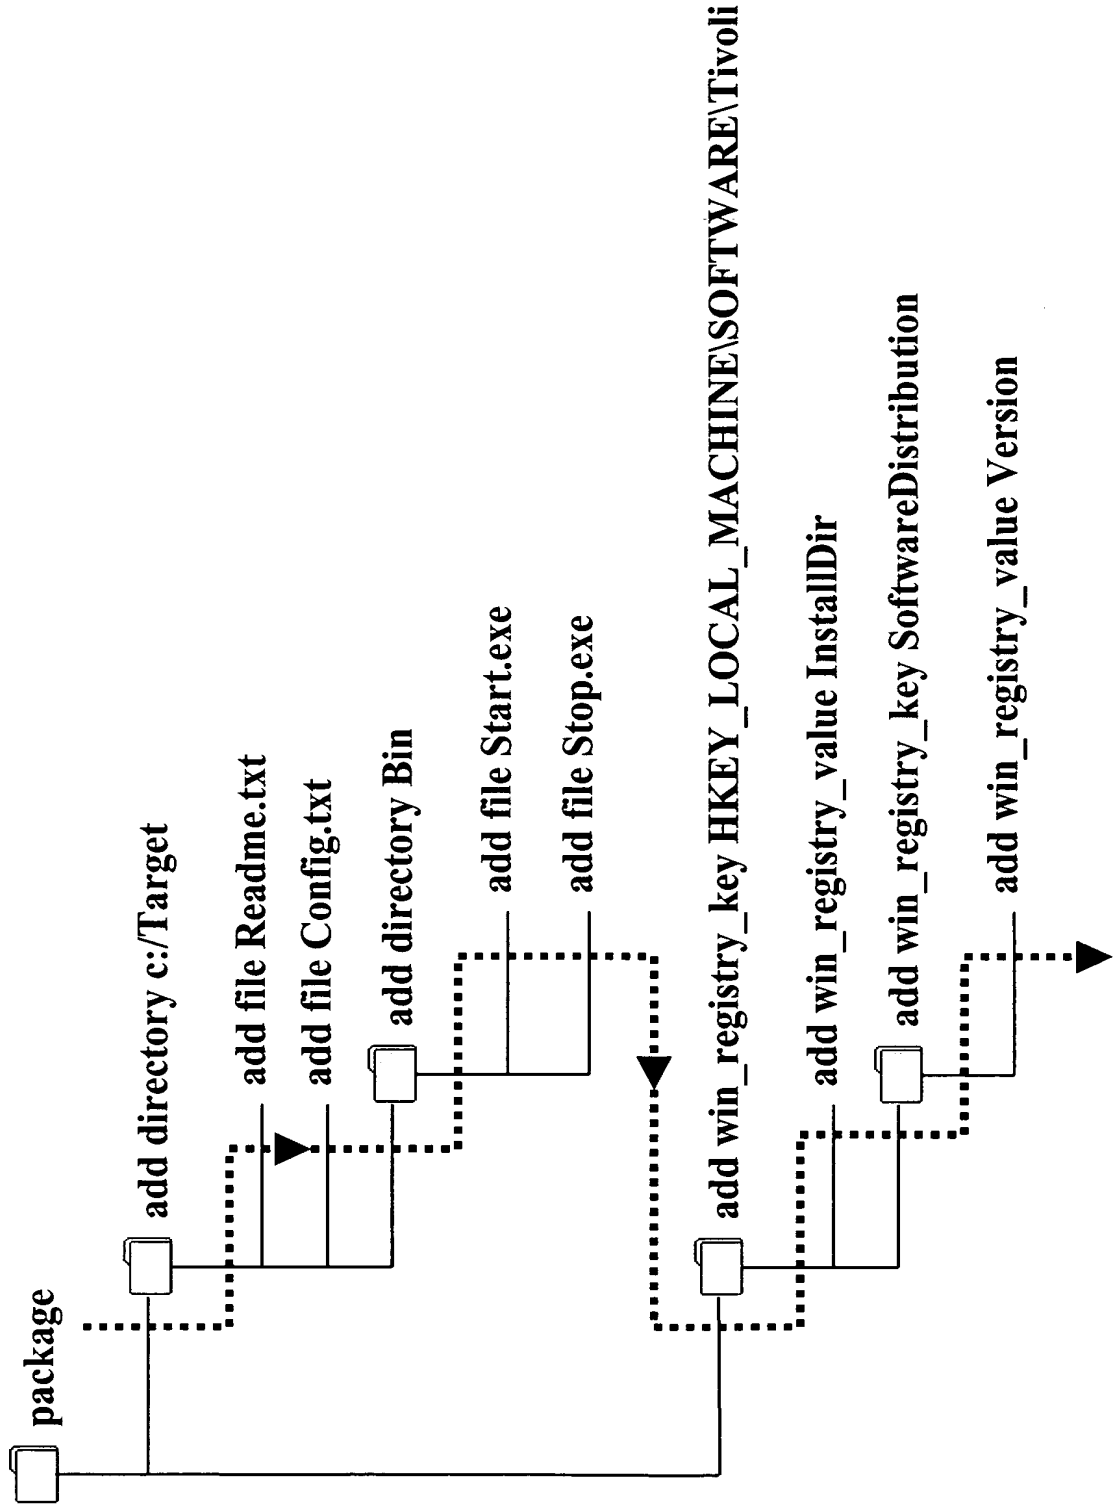 package
add directory c:/Target
add file Readme.txt
add file Config.txt
add directory Bin
add file Start.exe
add file Stop.exe
add win_registry_key HKEY_LOCAL_MACHINE\SOFTWARE\Tivoli
add win_registry_value InstallDir
add win_registry_key SoftwareDistribution
add win_registry_value Version